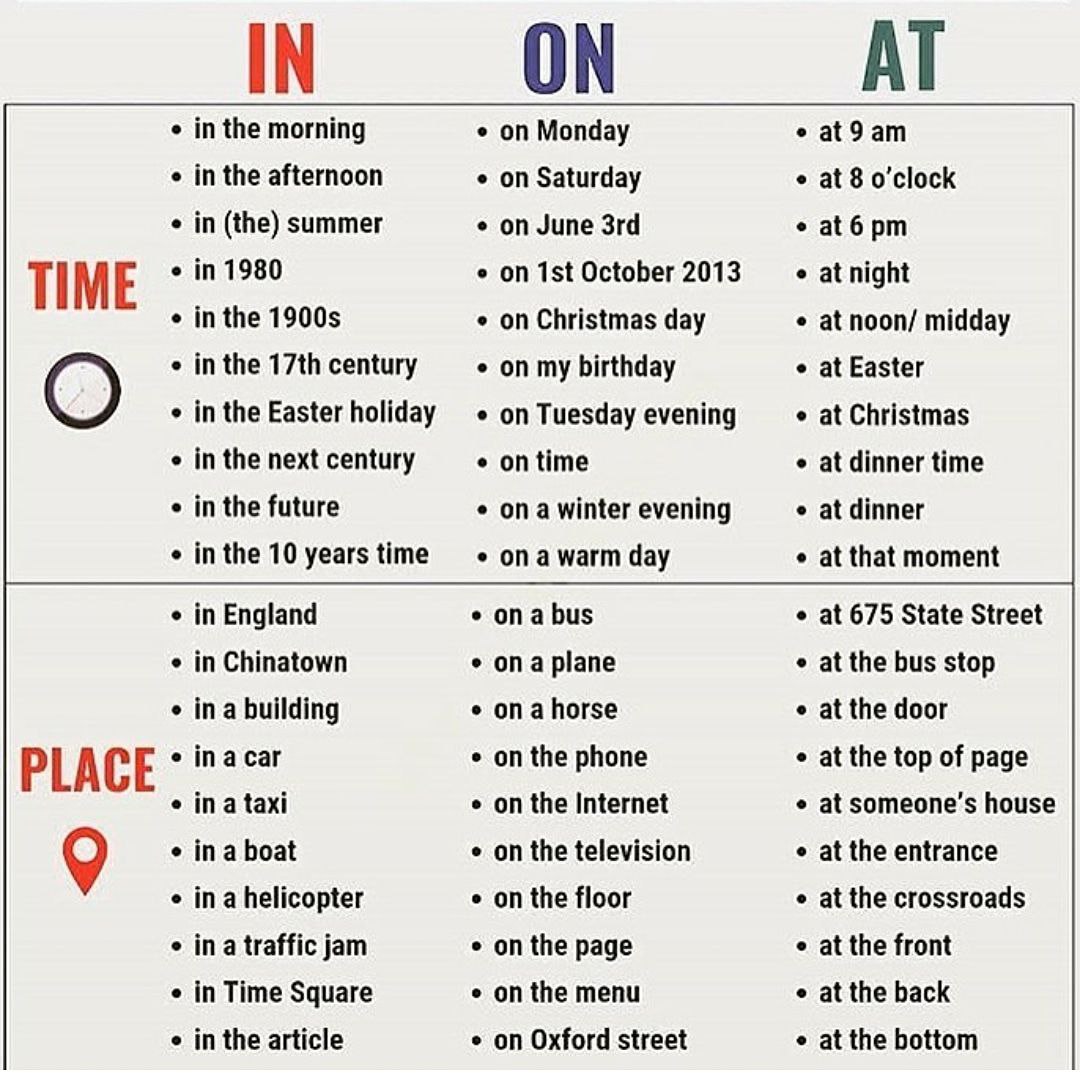 IN ON AT
TIME
• in the morning
• in the afternoon
• in (the) summer
• in 1980
• in the 1900s
• in the 17th century
• in the Easter holiday
• in the next century
• in the future
• in the 10 years time
• on Monday
• on Saturday
• on June 3rd
• on 1st October 2013
• on Christmas day
• on my birthday
• on Tuesday evening
• on time
• on a winter evening
• on a warm day
• at 9 am
• at 8 o’clock
• at 6 pm
• at night
• at noon/ midday
• at Easter
• at Christmas
• at dinner time
• at dinner
• at that moment
PLACE
• in England
• in Chinatown
• in a building
• in a car
• in a taxi
• in a boat
• in a helicopter
• in a traffic jam
• in Time Square
• in the article
• on a bus
• on a plane
• on a horse
• on the phone
• on the Internet
• on the television
• on the floor
• on the page
• on the menu
• on Oxford street
• at 675 State Street
• at the bus stop
• at the door
• at the top of page
• at someone’s house
• at the entrance
• at the crossroads
• at the front
• at the back
• at the bottom